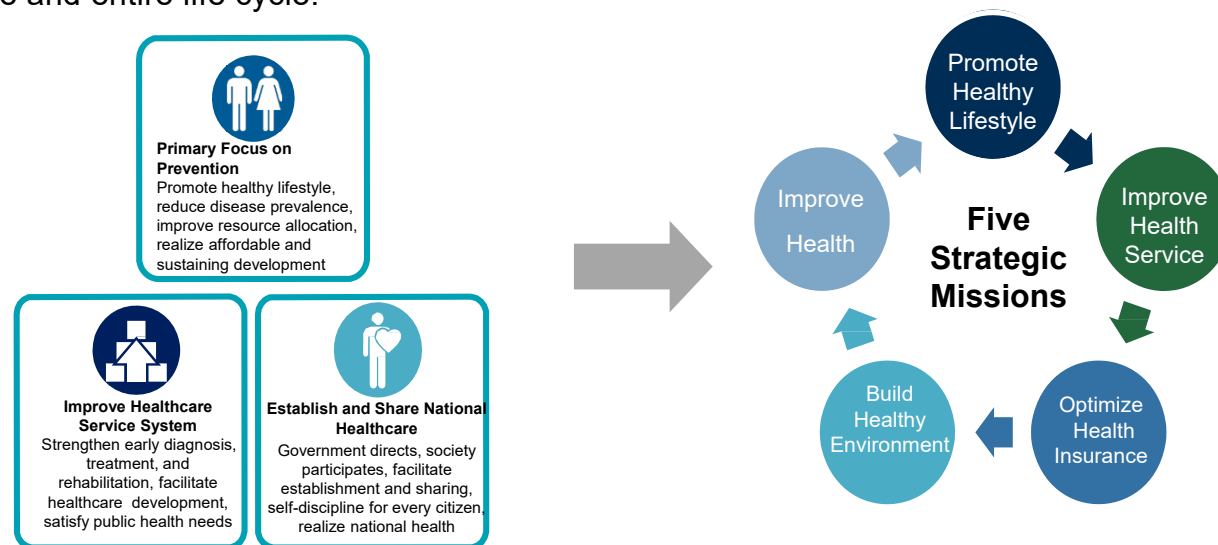 and entire life cycle.
Primary Focus on
Prevention
Promote healthy lifestyle,
reduce disease prevalence,
improve resource allocation,
realize affordable and
sustaining development
Improve Healthcare
Service System
Strengthen early diagnosis,
treatment, and
rehabilitation, facilitate
healthcare development,
satisfy public health needs
Establish and Share National
Healthcare
Government directs, society
participates, facilitate
establishment and sharing,
self-discipline for every citizen,
realize national health
Five
Strategic
Missions
Promote
Healthy
Lifestyle
Improve
Health
Service
Optimize
Health
Insurance
Build
Healthy
Environment
Improve
Health